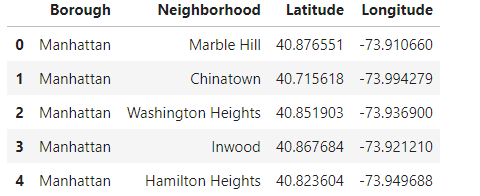 Borough Neighborhood Latitude Longitude
0 Manhattan Marble Hill 40.876551 -73.910660
1 Manhattan Chinatown 40.715618 -73.994279
2 Manhattan Washington Heights 40.851903 -73.936900
3 Manhattan Inwood 40.867684 -73.921210
4 Manhattan Hamilton Heights 40.823604 -73.949688